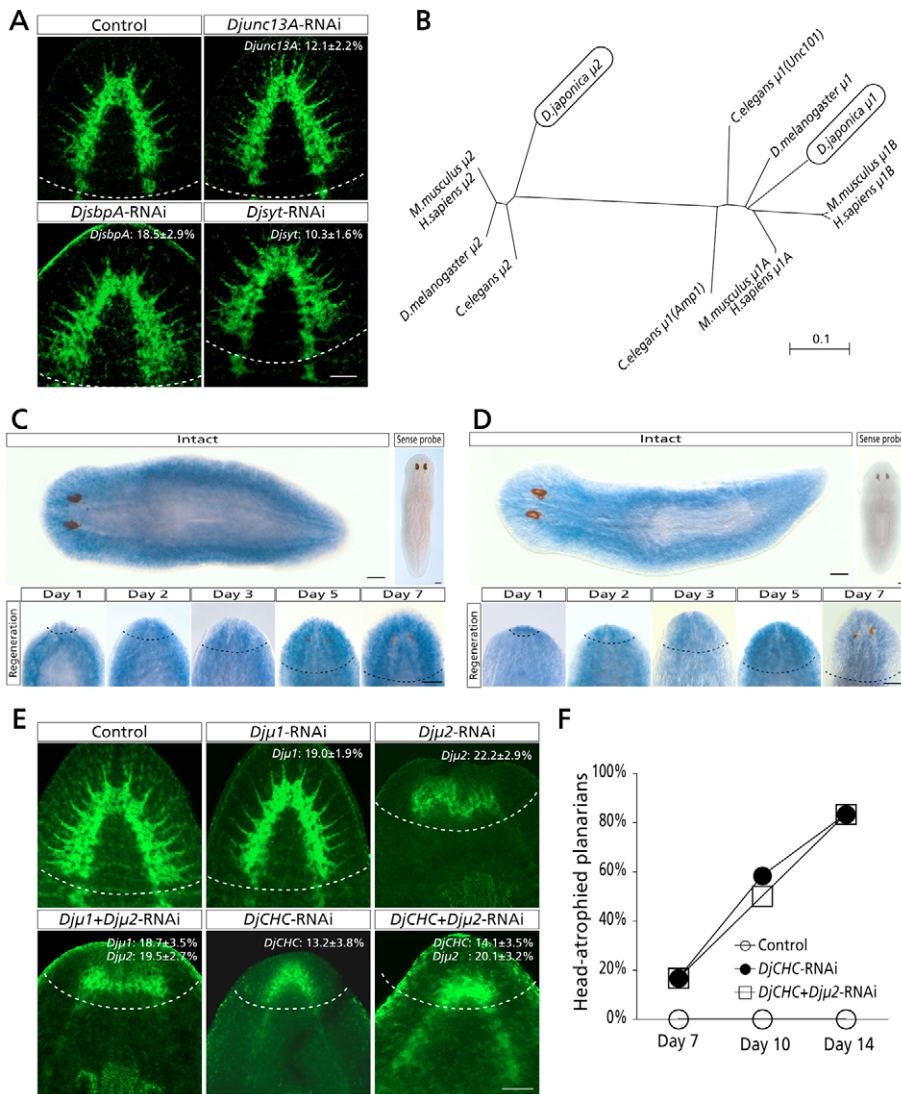 A
Control
Djunc13A-RNAi
Djunc13A: 12.1±2.2%
DjsbpA-RNAi
Djsyt-RNAi
DjsbpA: 18.5±2.9%
Djsyt: 10.3±1.6%
B
D.japonica μ2
M.musculus μ2
H.sapiens μ2
D.melanogaster μ2
C.elegans μ2
C.elegans μ1(Unc101)
D.melanogaster μ1
D.japonica μ1
M.musculus μ1B
H.sapiens μ1B
M.musculus μ1A
H.sapiens μ1A
C.elegans μ1(Amp1)
0.1
C
Intact
Sense probe
Regeneration
Day 1
Day 2
Day 3
Day 5
Day 7
D
Intact
Sense probe
Regeneration
Day 1
Day 2
Day 3
Day 5
Day 7
E
Control
Djμ1-RNAi
Djμ2-RNAi
Djμ1: 19.0±1.9%
Djμ2: 22.2±2.9%
Djμ1+Djμ2-RNAi
DjCHC-RNAi
DjCHC+Djμ2-RNAi
Djμ1: 18.7±3.5%
Djμ2: 19.5±2.7%
DjCHC: 13.2±3.8%
DjCHC: 14.1±3.5%
Djμ2 : 20.1±3.2%
F
Head-atrophied planarians
100%
80%
60%
40%
20%
0%
Control
DjCHC-RNAi
DjCHC+Djμ2-RNAi
Day 7
Day 10
Day 14